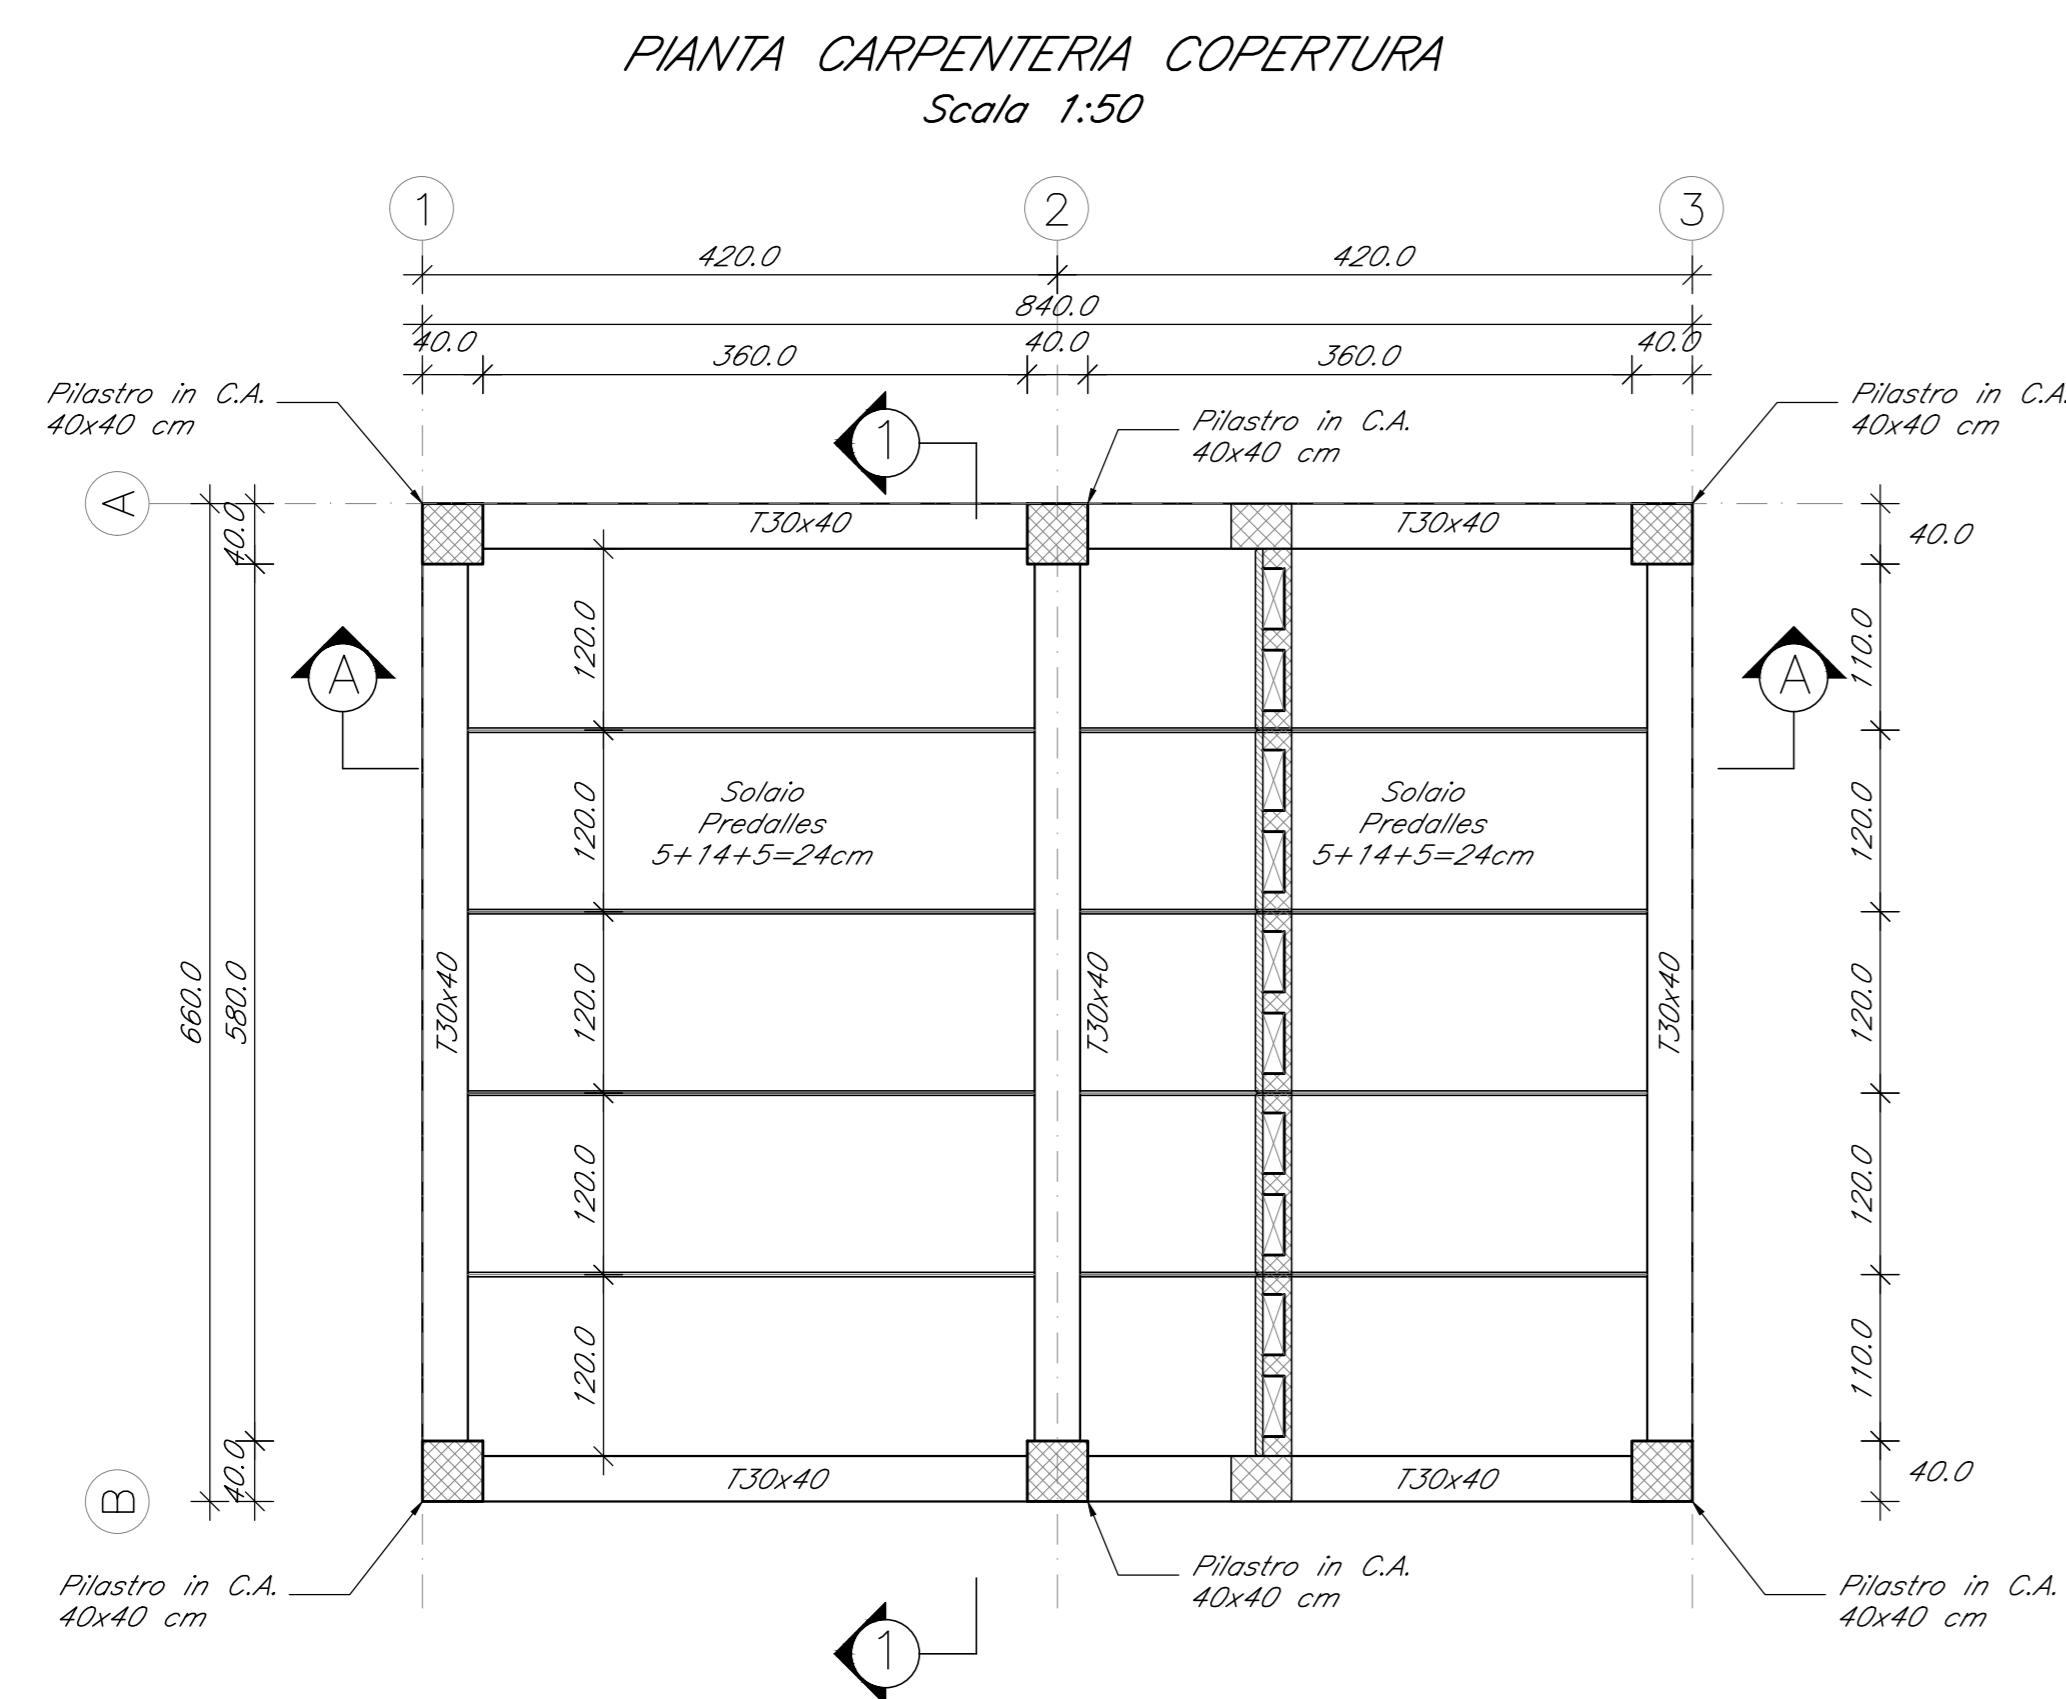 PIANTA CARPENTERIA COPERTURA
Scala 1:50
1
2
3
420.0
420.0
840.0
40.0
360.0
40.0
360.0
40.0
Pilastro in C.A.
40x40 cm
Pilastro in C.A.
40x40 cm
Pilastro in C.A.
40x40 cm
1
A
T30x40
T30x40
40.0
40.0
120.0
110.0
A
A
Solaio
Predalles
5+14+5=24cm
Solaio
Predalles
5+14+5=24cm
120.0
120.0
660.0
580.0
T30x40
120.0
T30x40
T30x40
120.0
120.0
120.0
120.0
110.0
40.0
T30x40
T30x40
40.0
B
Pilastro in C.A.
40x40 cm
Pilastro in C.A.
40x40 cm
Pilastro in C.A.
40x40 cm
1